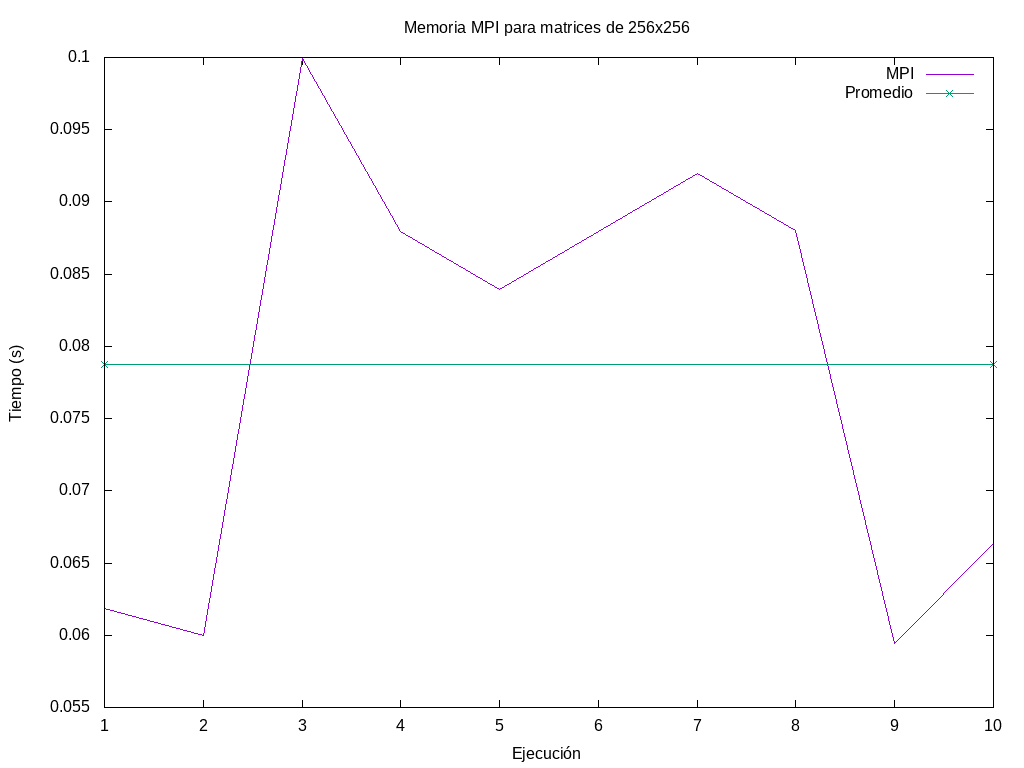 Memoria MPI para matrices de 256x256
MPI
Promedio
0.1
0.095
0.09
0.085
0.08
0.075
0.07
0.065
0.06
0.055
Tiempo (s)
1 2 3 4 5 6 7 8 9 10
Ejecución